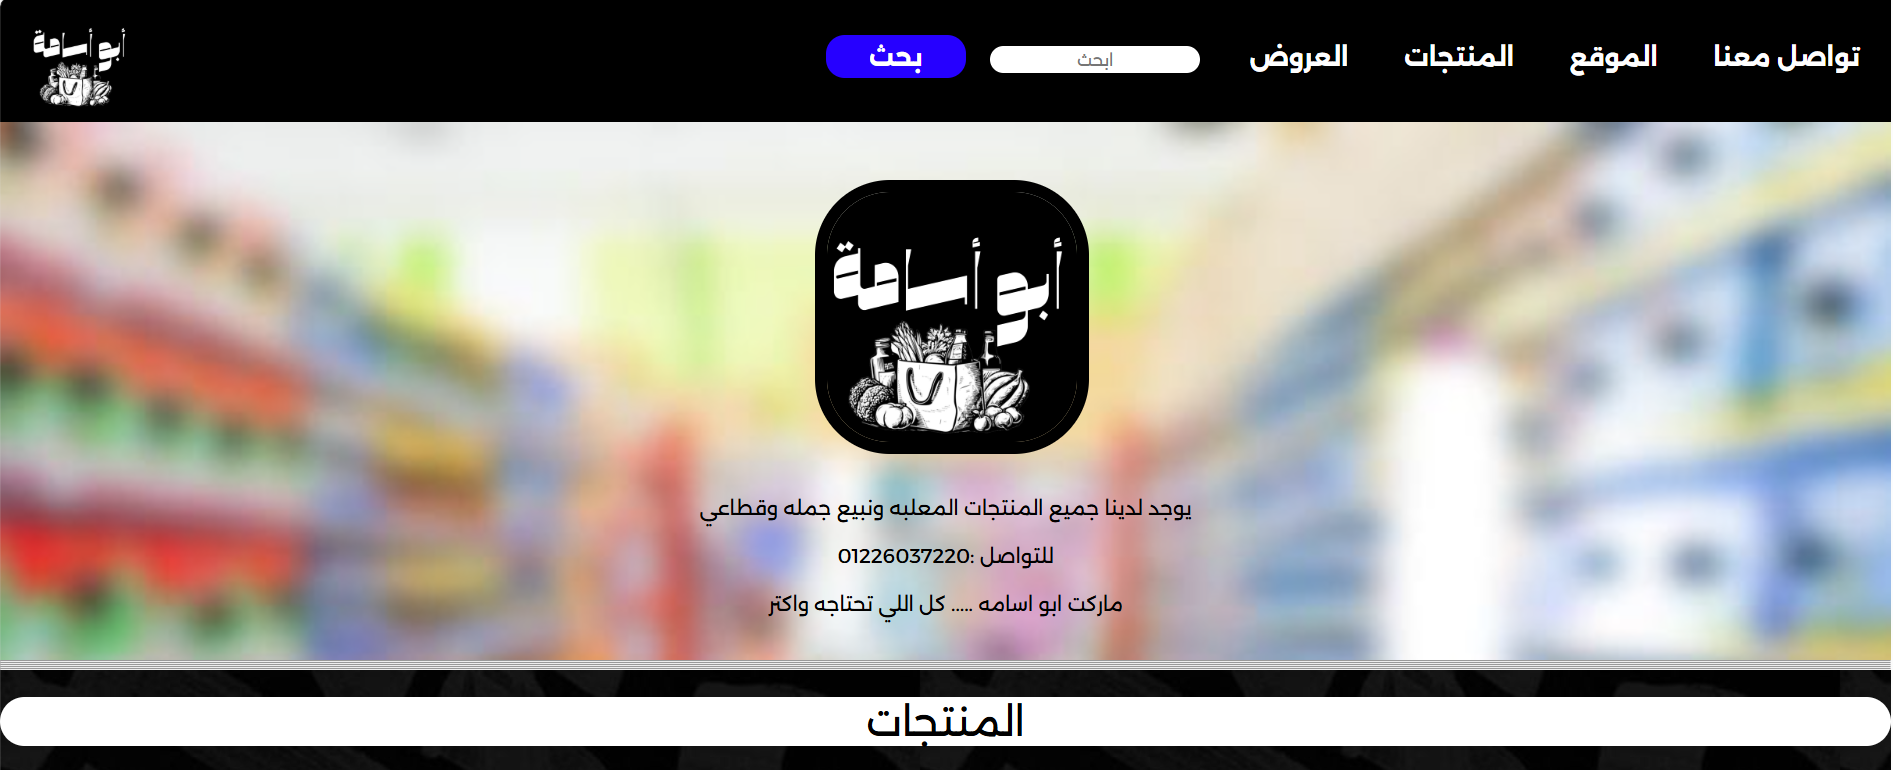 تواصل معنا
الموقع
المنتجات
العروض
ابحث
بحث
أبو أسامة
أبو أسامة
يوجد لدينا جميع المنتجات المعلبه ونبيع جمله وقطاعي
للتواصل :01226037220
ماركت ابو اسامه ..... كل اللي تحتاجه واكتر
المنتجات